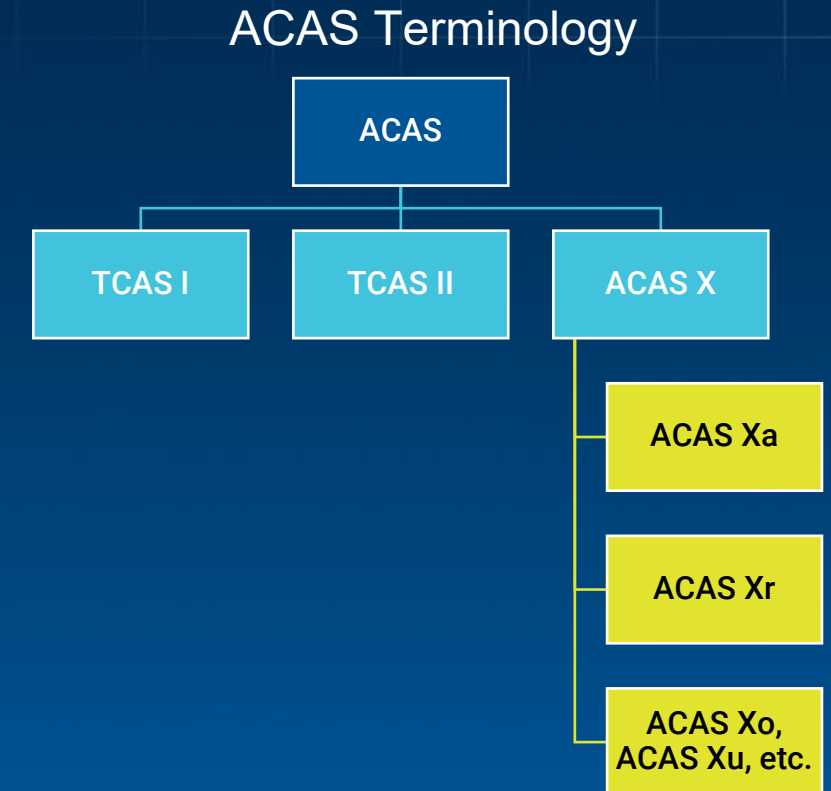 ACAS Terminology
ACAS
TCAS I
TCAS II
ACAS X
ACAS Xa
ACAS Xr
ACAS Xo,
ACAS Xu, etc.